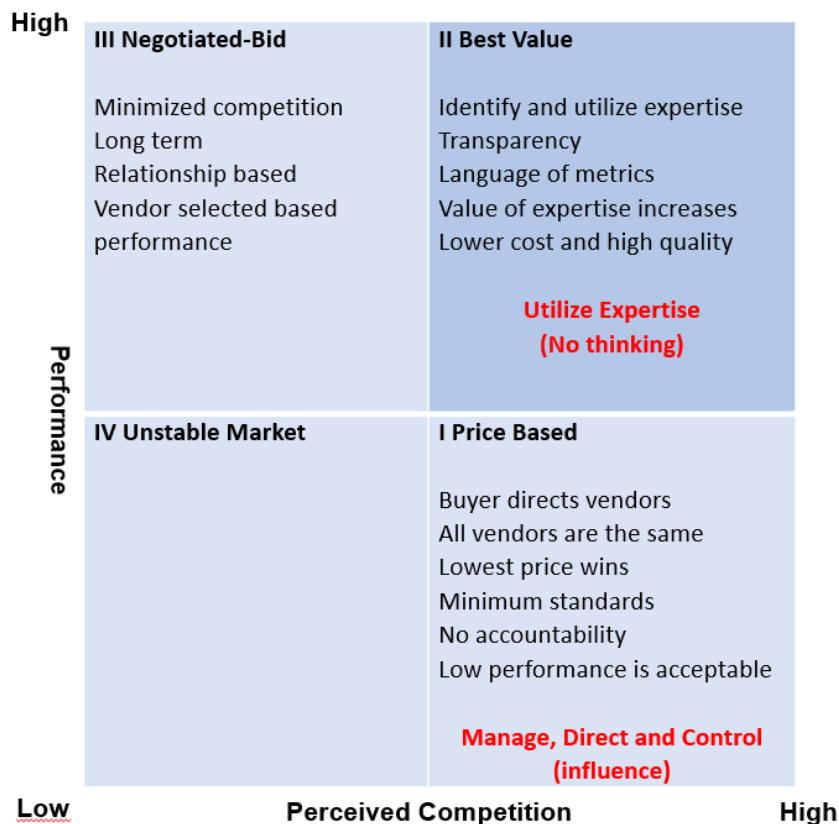 High
III Negotiated-Bid
Minimized competition
Long term
Relationship based
Vendor selected based
performance
II Best Value
Identify and utilize expertise
Transparency
Language of metrics
Value of expertise increases
Lower cost and high quality
Utilize Expertise
(No thinking)
Performance
IV Unstable Market
I Price Based
Buyer directs vendors
All vendors are the same
Lowest price wins
Minimum standards
No accountability
Low performance is acceptable
Manage, Direct and Control
(influence)
Low
Perceived Competition
High